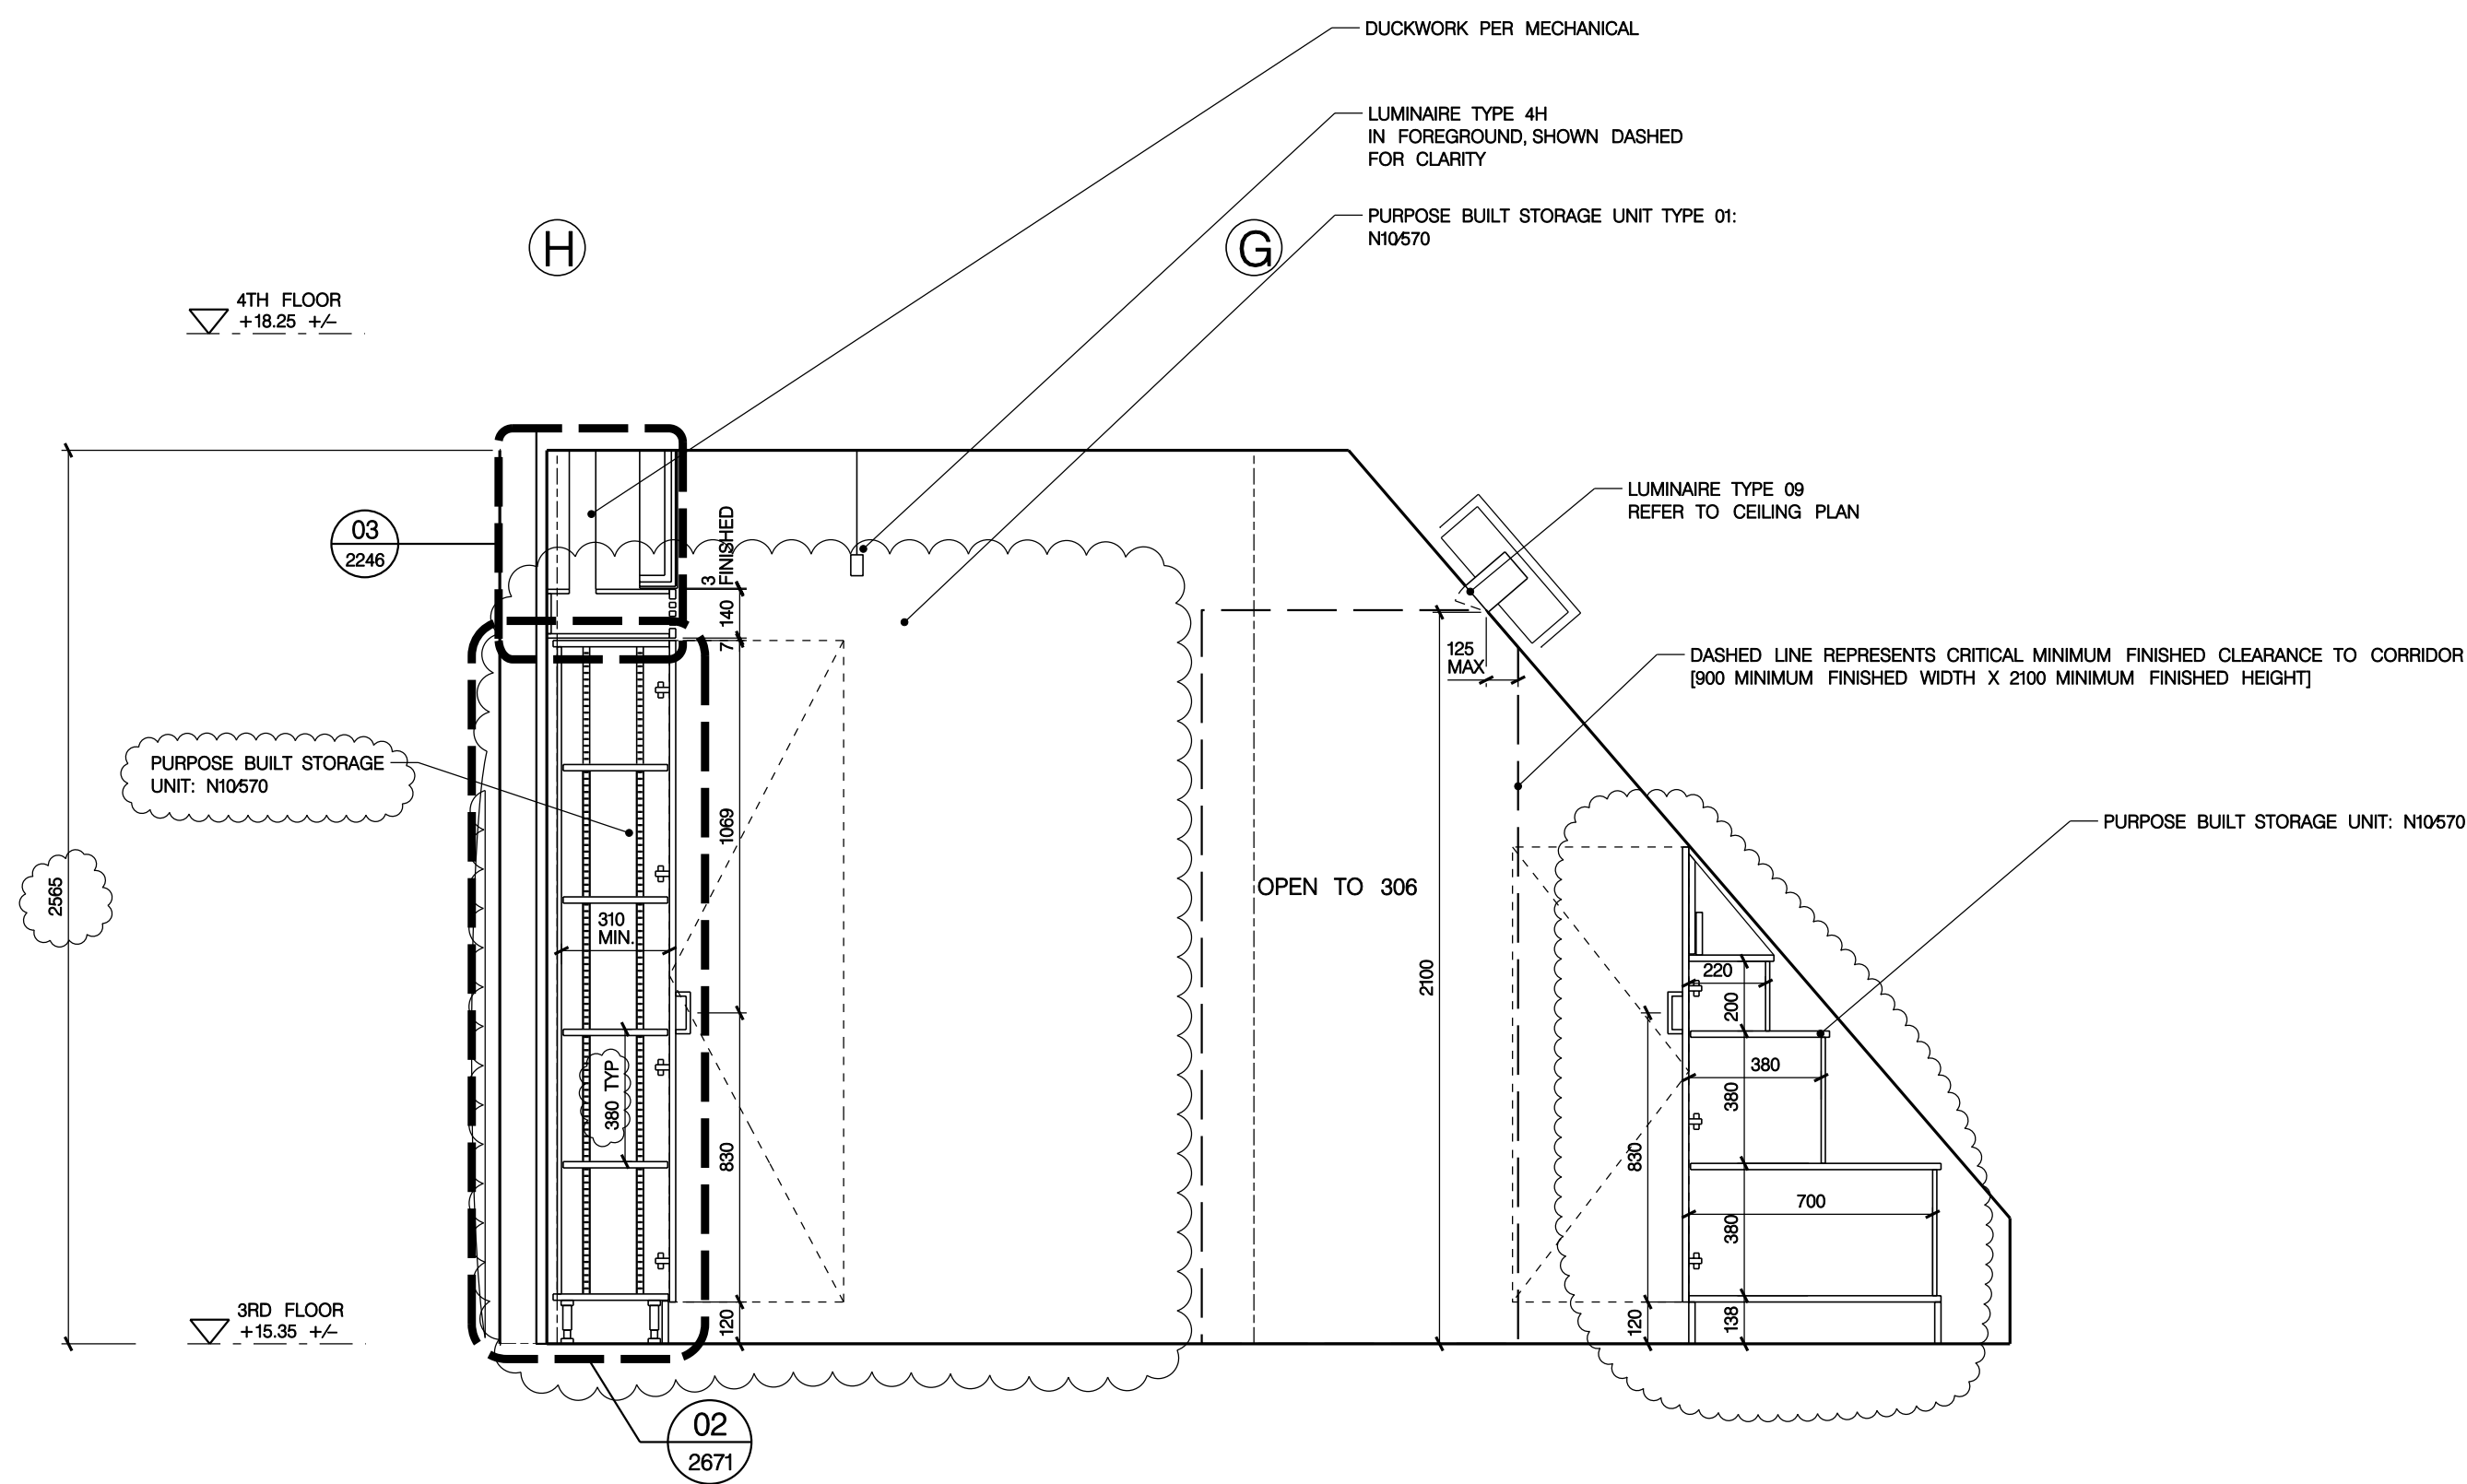 DUCKWORK PER MECHANICAL
LUMINAIRE TYPE 4H
IN FOREGROUND, SHOWN DASHED
FOR CLARITY
PURPOSE BUILT STORAGE UNIT TYPE 01:
N10/570
H
G
4TH FLOOR
+18.25 +/-
LUMINAIRE TYPE 09
REFER TO CEILING PLAN
03
2246
3
FINISHED
140
7
125
MAX
DASHED LINE REPRESENTS CRITICAL MINIMUM FINISHED CLEARANCE TO CORRIDOR
[900 MINIMUM FINISHED WIDTH X 2100 MINIMUM FINISHED HEIGHT]
PURPOSE BUILT STORAGE
UNIT: N10/570
1069
PURPOSE BUILT STORAGE UNIT: N10/570
2565
OPEN TO 306
310
MIN.
2100
220
200
380
380 TYP
380
830
830
700
380
3RD FLOOR
+15.35 +/-
120
120
138
02
2671